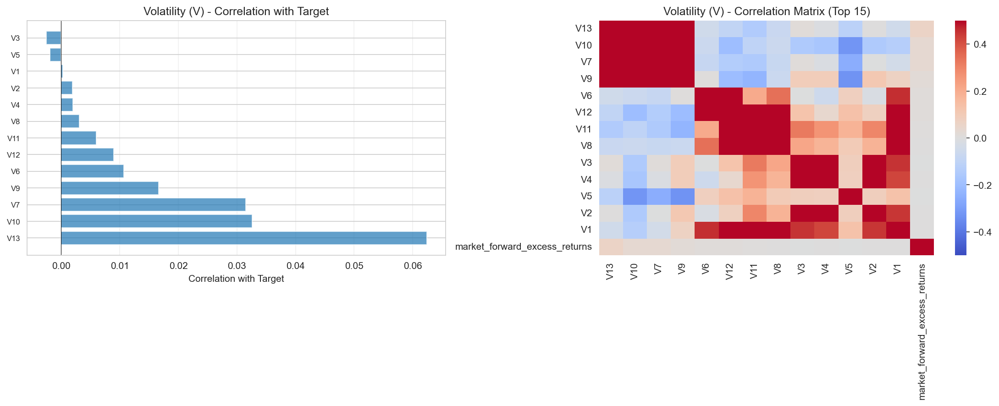 Volatility (V) - Correlation with Target
V3
V5
V1
V2
V4
V8
V11
V12
V6
V9
V7
V10
V13
0.00 0.01 0.02 0.03 0.04 0.05 0.06
Correlation with Target
Volatility (V) - Correlation Matrix (Top 15)
V13
V10
V7
V9
V6
V12
V11
V8
V3
V4
V5
V2
V1
market_forward_excess_returns
V13 V10 V7 V9 V6 V12 V11 V8 V3 V4 V5 V2 V1 market_forward_excess_returns
0.4
0.2
0.0
−0.2
−0.4